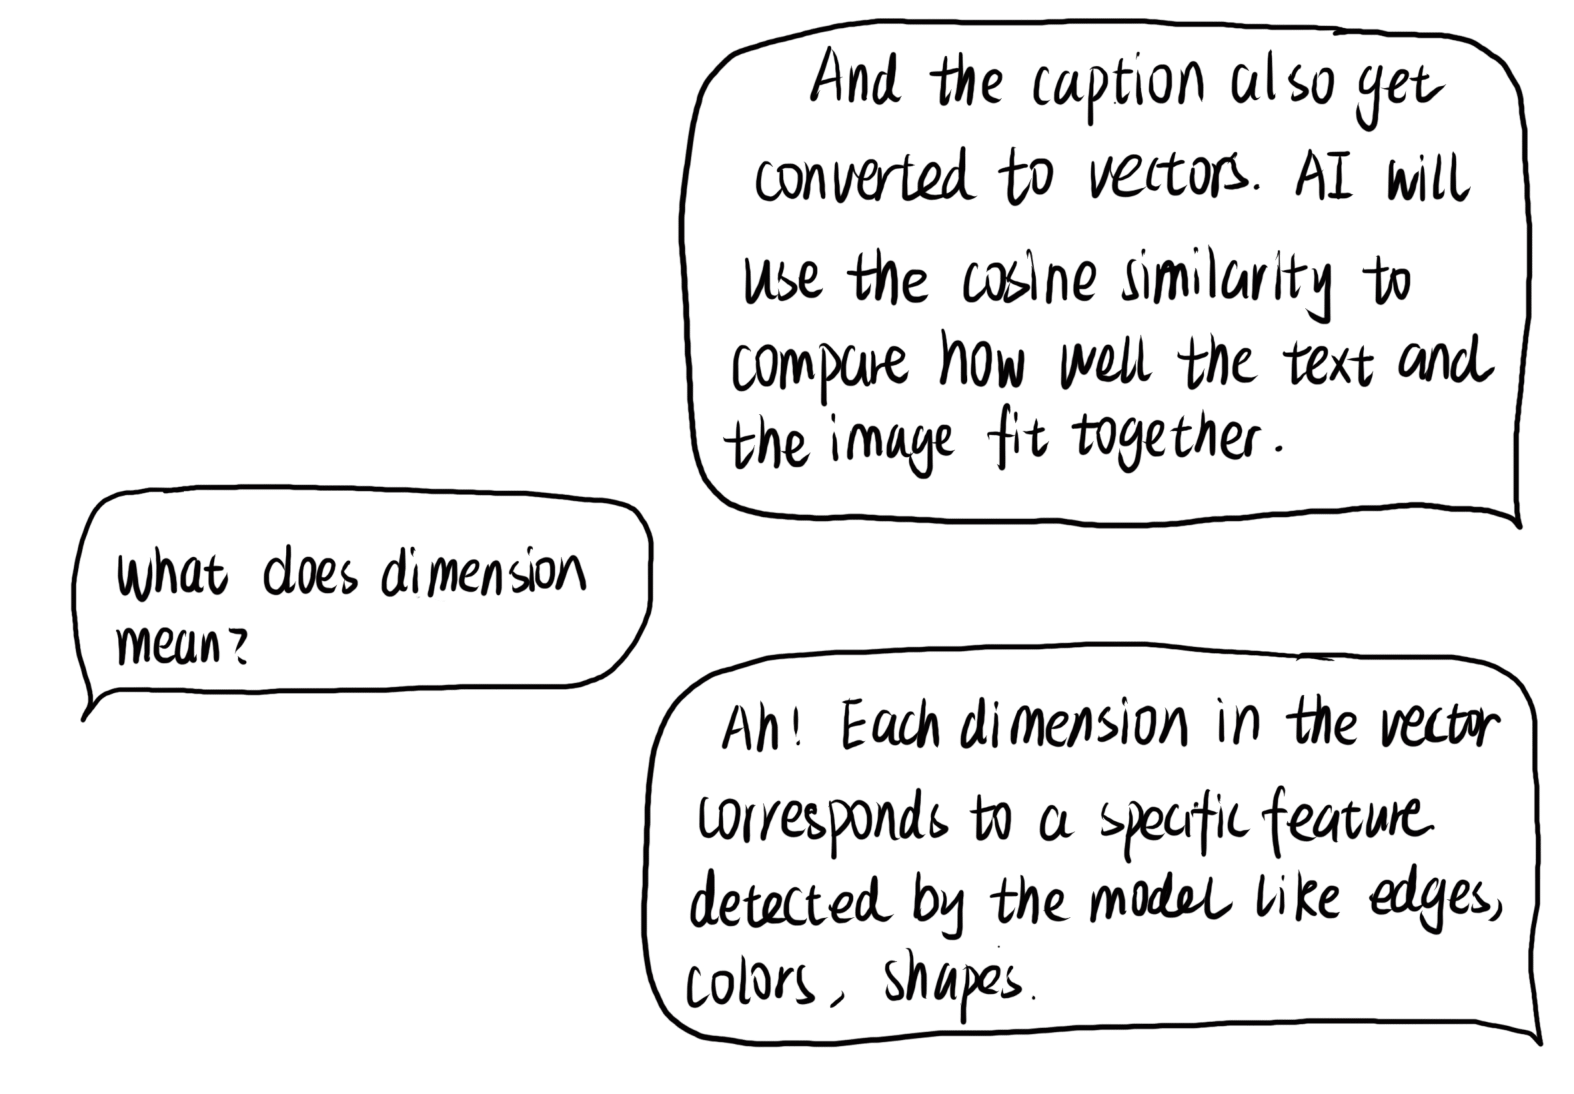 And the caption also get
converted to vectors. AI will
use the cosine similarity to
compare how well the text and
the image fit together.
What does dimension
mean?
Ah! Each dimension in the vector
corresponds to a specific feature
detected by the model like edges,
colors, shapes.